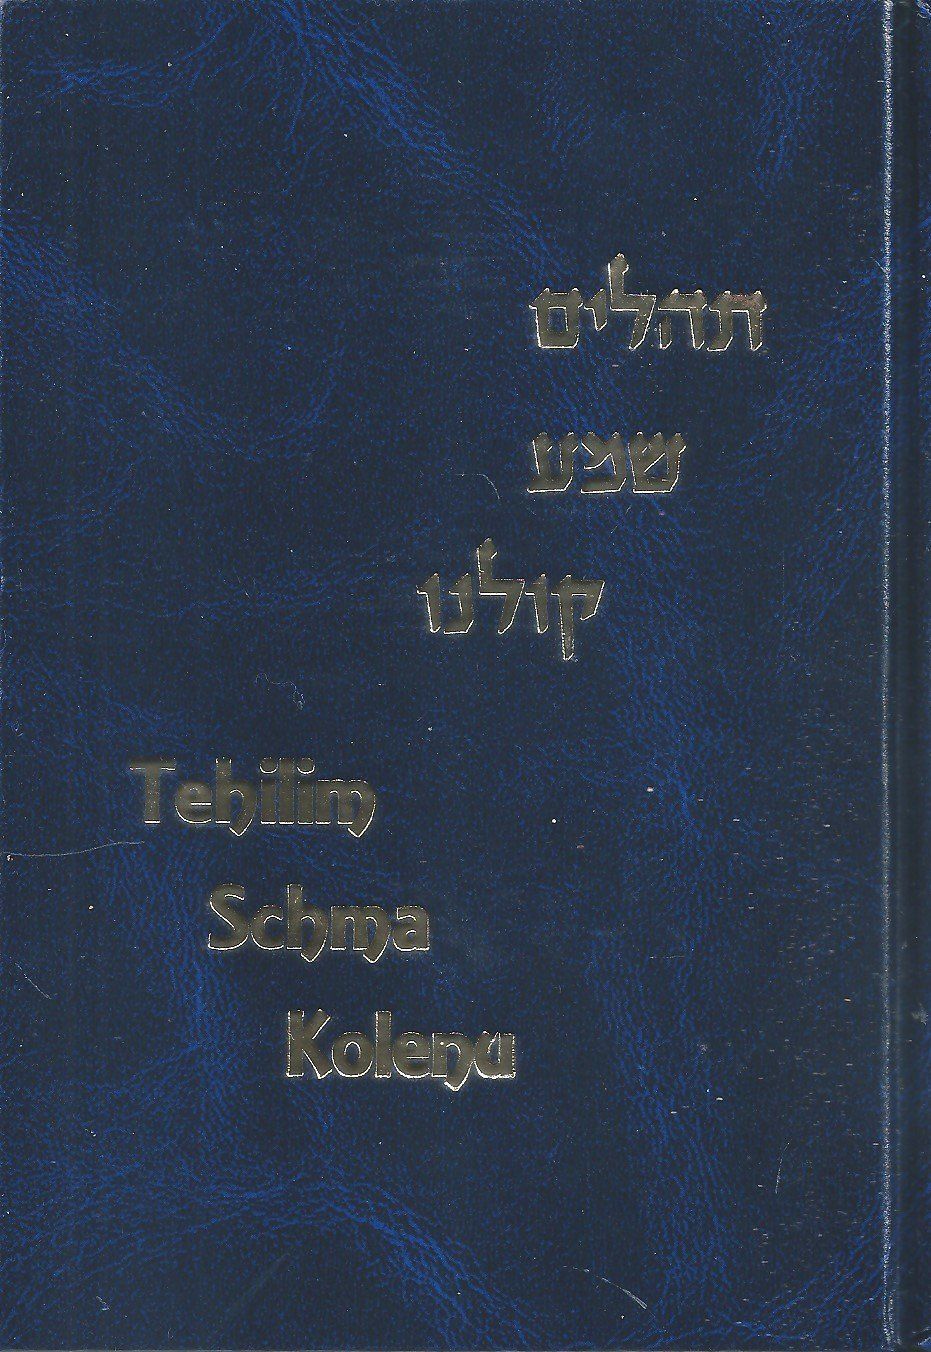 תהלים
שמע
קולנו
Tehilim
Schma
Kolenu